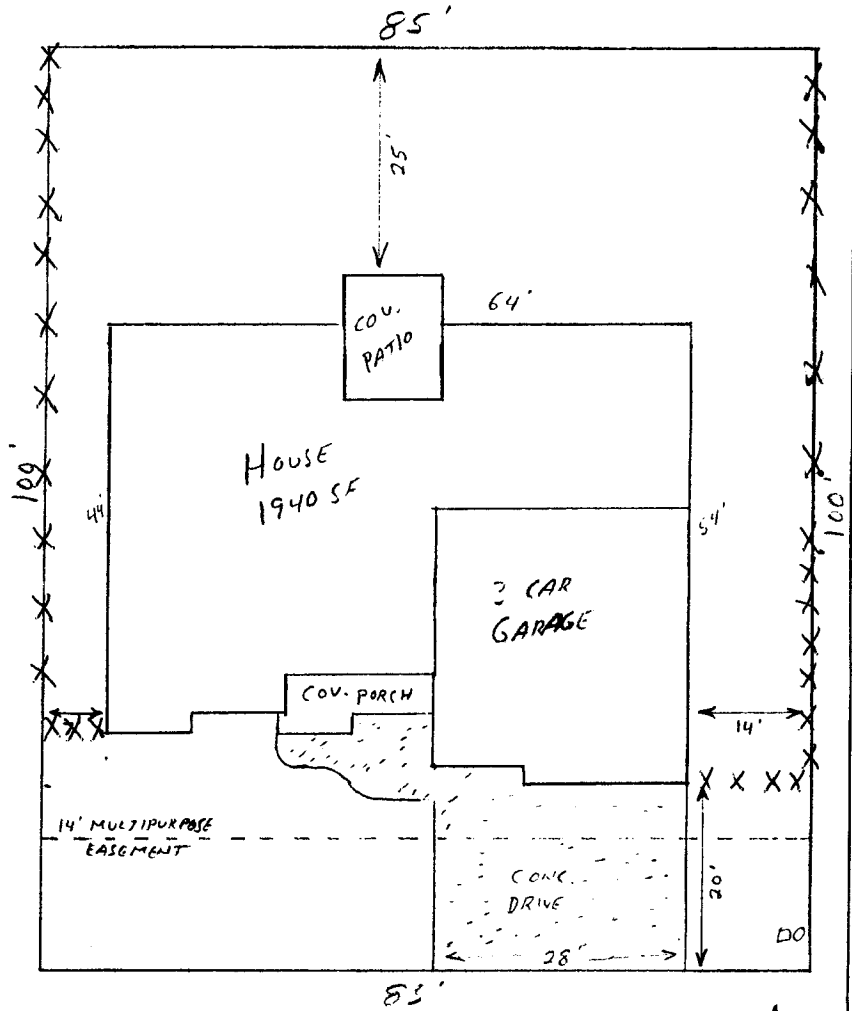 85'
25'
64'
COV.
PATIO
HOUSE
1940 SF
100'
44'
54'
100'
CAR
GARAGE
COV. PORCH
14'
14' MULTIPURPOSE
EASEMENT
CONC.
DRIVE
20'
28'
85'